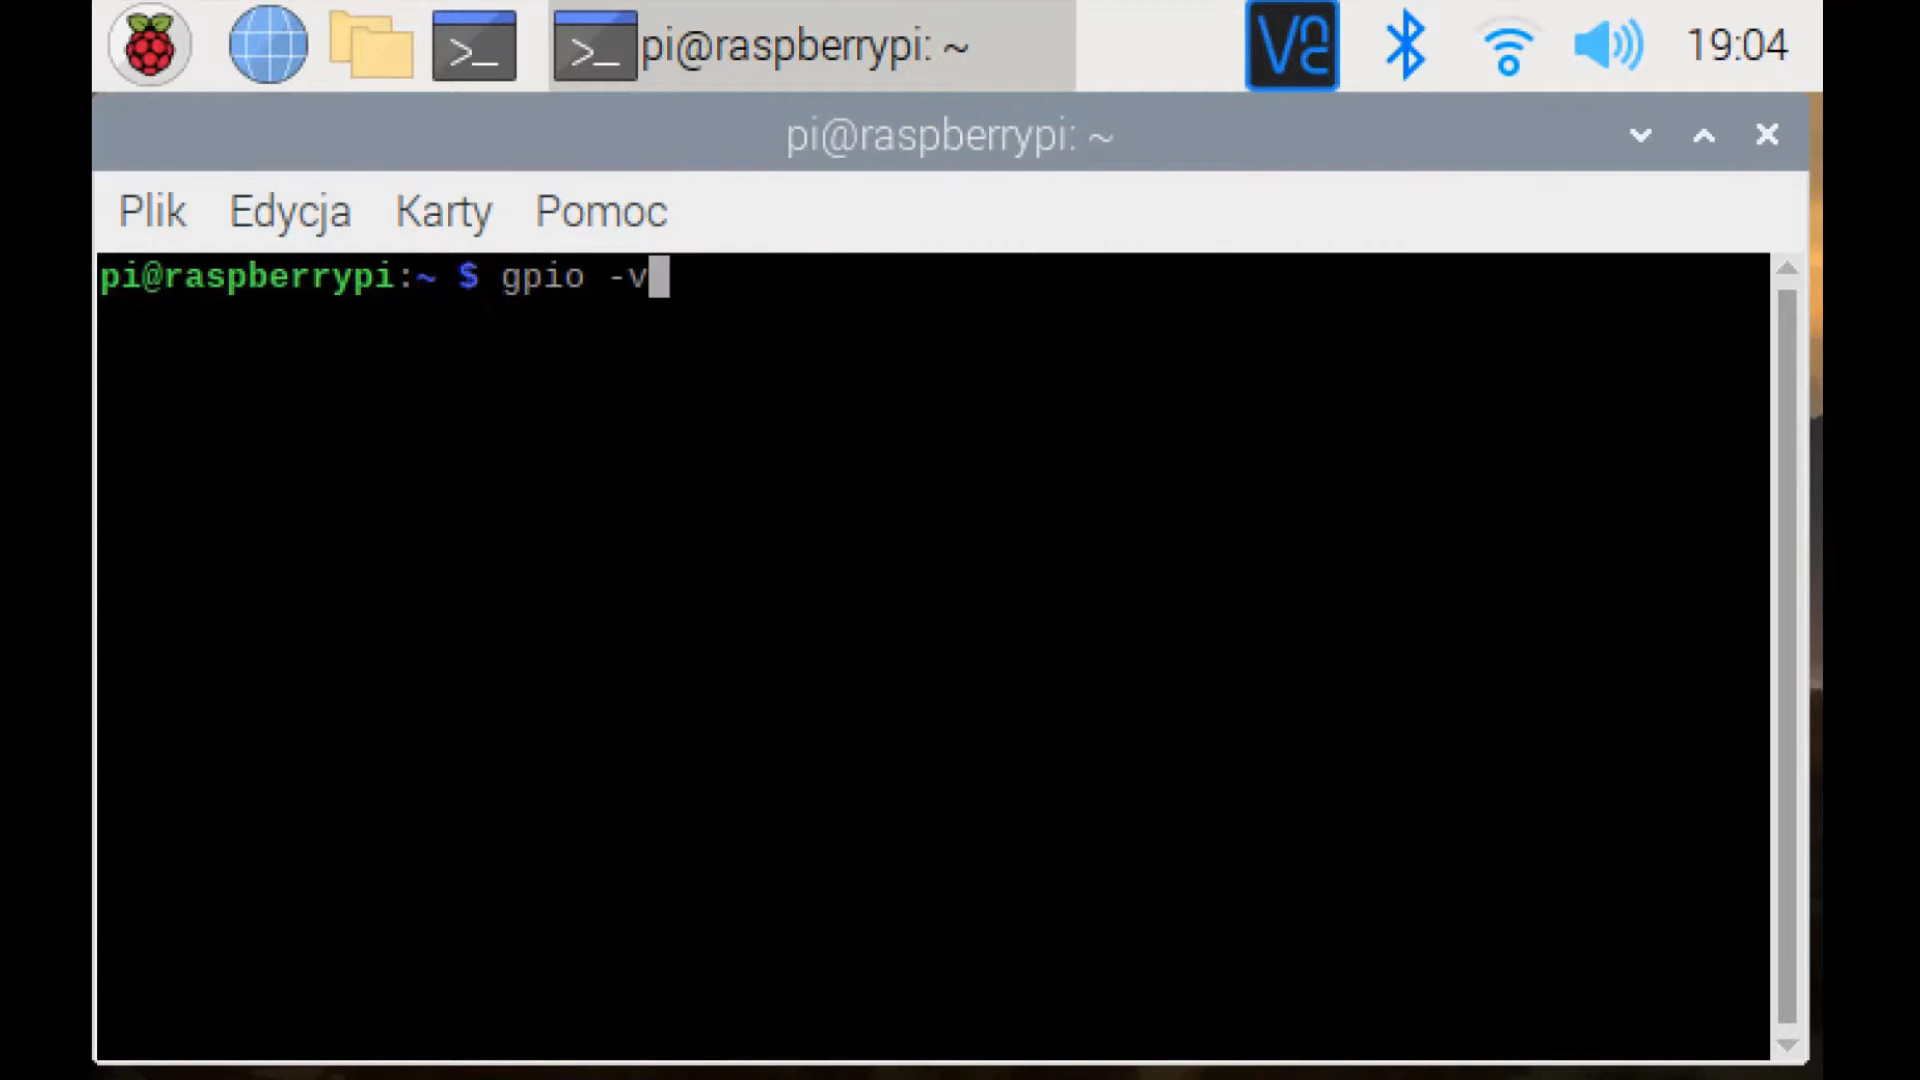 >_ >_ pi@raspberrypi: ~ 19:04
pi@raspberrypi: ~
Plik Edycja Karty Pomoc
pi@raspberrypi:~ $ gpio -v